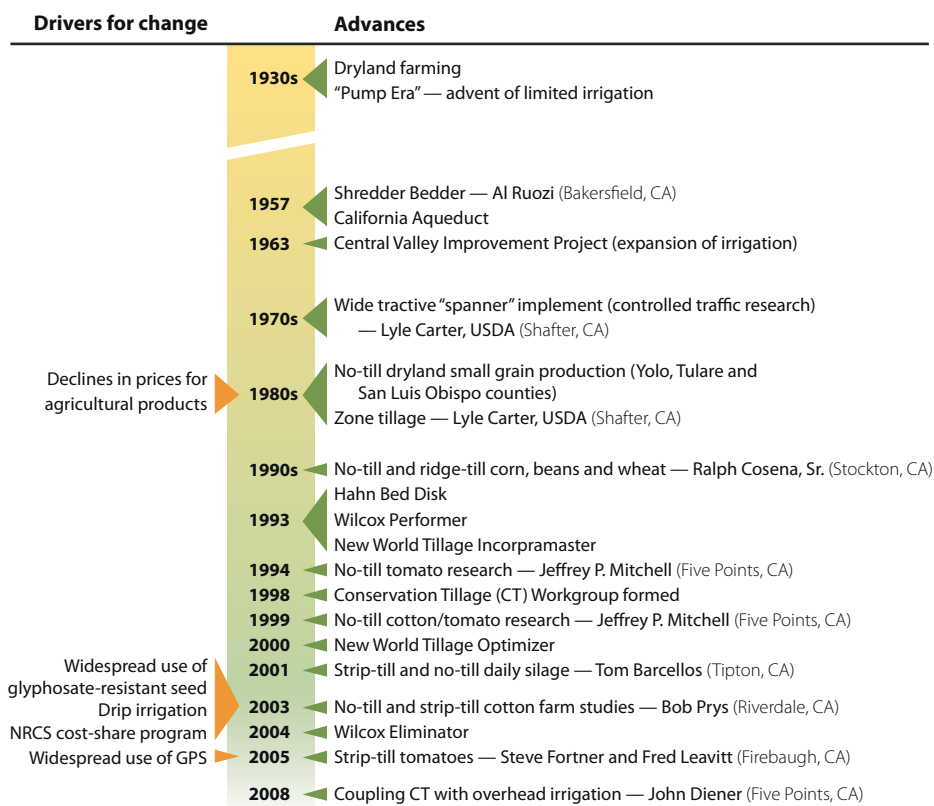 Drivers for change
Advances
1930s
Dryland farming
“Pump Era” — advent of limited irrigation
1957
Shredder Bedder — Al Ruozi (Bakersfield, CA)
California Aqueduct
1963
Central Valley Improvement Project (expansion of irrigation)
1970s
Wide tractive “spanner” implement (controlled traffic research)
— Lyle Carter, USDA (Shafter, CA)
Declines in prices for
agricultural products
1980s
No-till dryland small grain production (Yolo, Tulare and
San Luis Obispo counties)
Zone tillage — Lyle Carter, USDA (Shafter, CA)
1990s
No-till and ridge-till corn, beans and wheat — Ralph Cosena, Sr. (Stockton, CA)
1993
Hahn Bed Disk
Wilcox Performer
New World Tillage Incorpramaster
1994
No-till tomato research — Jeffrey P. Mitchell (Five Points, CA)
1998
Conservation Tillage (CT) Workgroup formed
1999
No-till cotton/tomato research — Jeffrey P. Mitchell (Five Points, CA)
2000
New World Tillage Optimizer
2001
Strip-till and no-till daily silage — Tom Barcellos (Tipton, CA)
Widespread use of
glyphosate-resistant seed
Drip irrigation
NRCS cost-share program
2003
No-till and strip-till cotton farm studies — Bob Prys (Riverdale, CA)
2004
Wilcox Eliminator
Widespread use of GPS
2005
Strip-till tomatoes — Steve Fortner and Fred Leavitt (Firebaugh, CA)
2008
Coupling CT with overhead irrigation — John Diener (Five Points, CA)